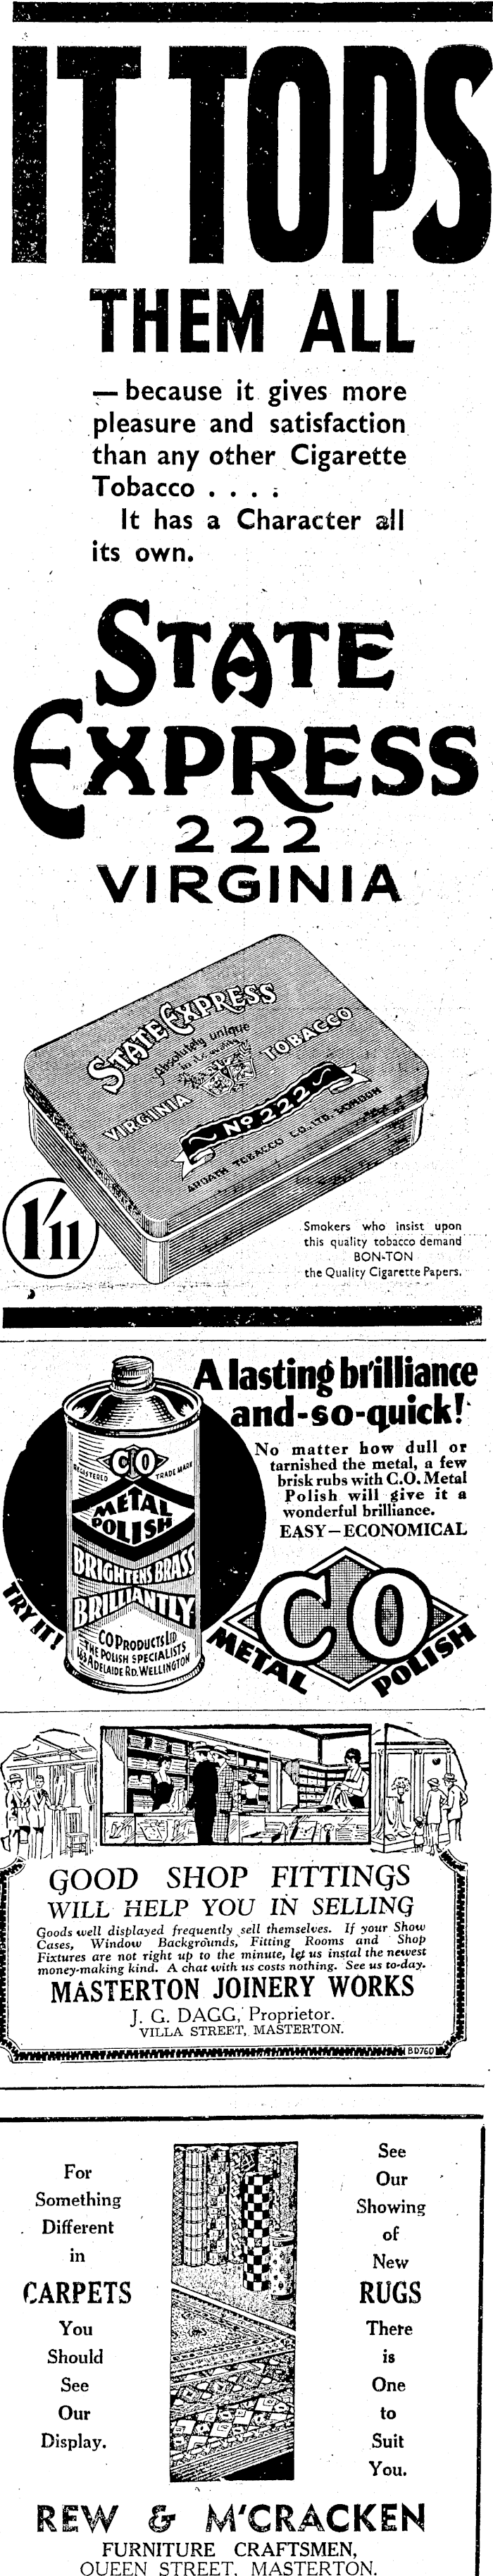 IT TOPS
THEM ALL
— because it gives more
pleasure and satisfaction
than any other Cigarette
Tobacco . . . .
It has a Character all
its own.
STATE
EXPRESS
222
VIRGINIA
STATE EXPRESS
Absolutely unique
VIRGINIA TOBACCO
No 222
ARDATH TOBACCO CO. LTD. LONDON
1'11
Smokers who insist upon
this quality tobacco demand
BON-TON
the Quality Cigarette Papers.
A lasting brilliance
and-so-quick!
No matter how dull or
tarnished the metal, a few
brisk rubs with C.O. Metal
Polish will give it a
wonderful brilliance.
EASY—ECONOMICAL
CO
REGISTERED TRADE MARK
METAL
POLISH
BRIGHTENS BRASS
BRILLIANTLY
CO PRODUCTS LTD
THE POLISH SPECIALISTS
ADELAIDE RD. WELLINGTON
TRY IT!
CO
METAL POLISH
GOOD SHOP FITTINGS
WILL HELP YOU IN SELLING
Goods well displayed frequently sell themselves. If your Show
Cases, Window Backgrounds, Fitting Rooms and Shop
Fixtures are not right up to the minute, let us instal the newest
money-making kind. A chat with us costs nothing. See us to-day.
MASTERTON JOINERY WORKS
J. G. DAGG, Proprietor.
VILLA STREET, MASTERTON.
BD760
For
Something
Different
in
CARPETS
You
Should
See
Our
Display.
See
Our
Showing
of
New
RUGS
There
is
One
to
Suit
You.
REW & M'CRACKEN
FURNITURE CRAFTSMEN,
QUEEN STREET, MASTERTON.